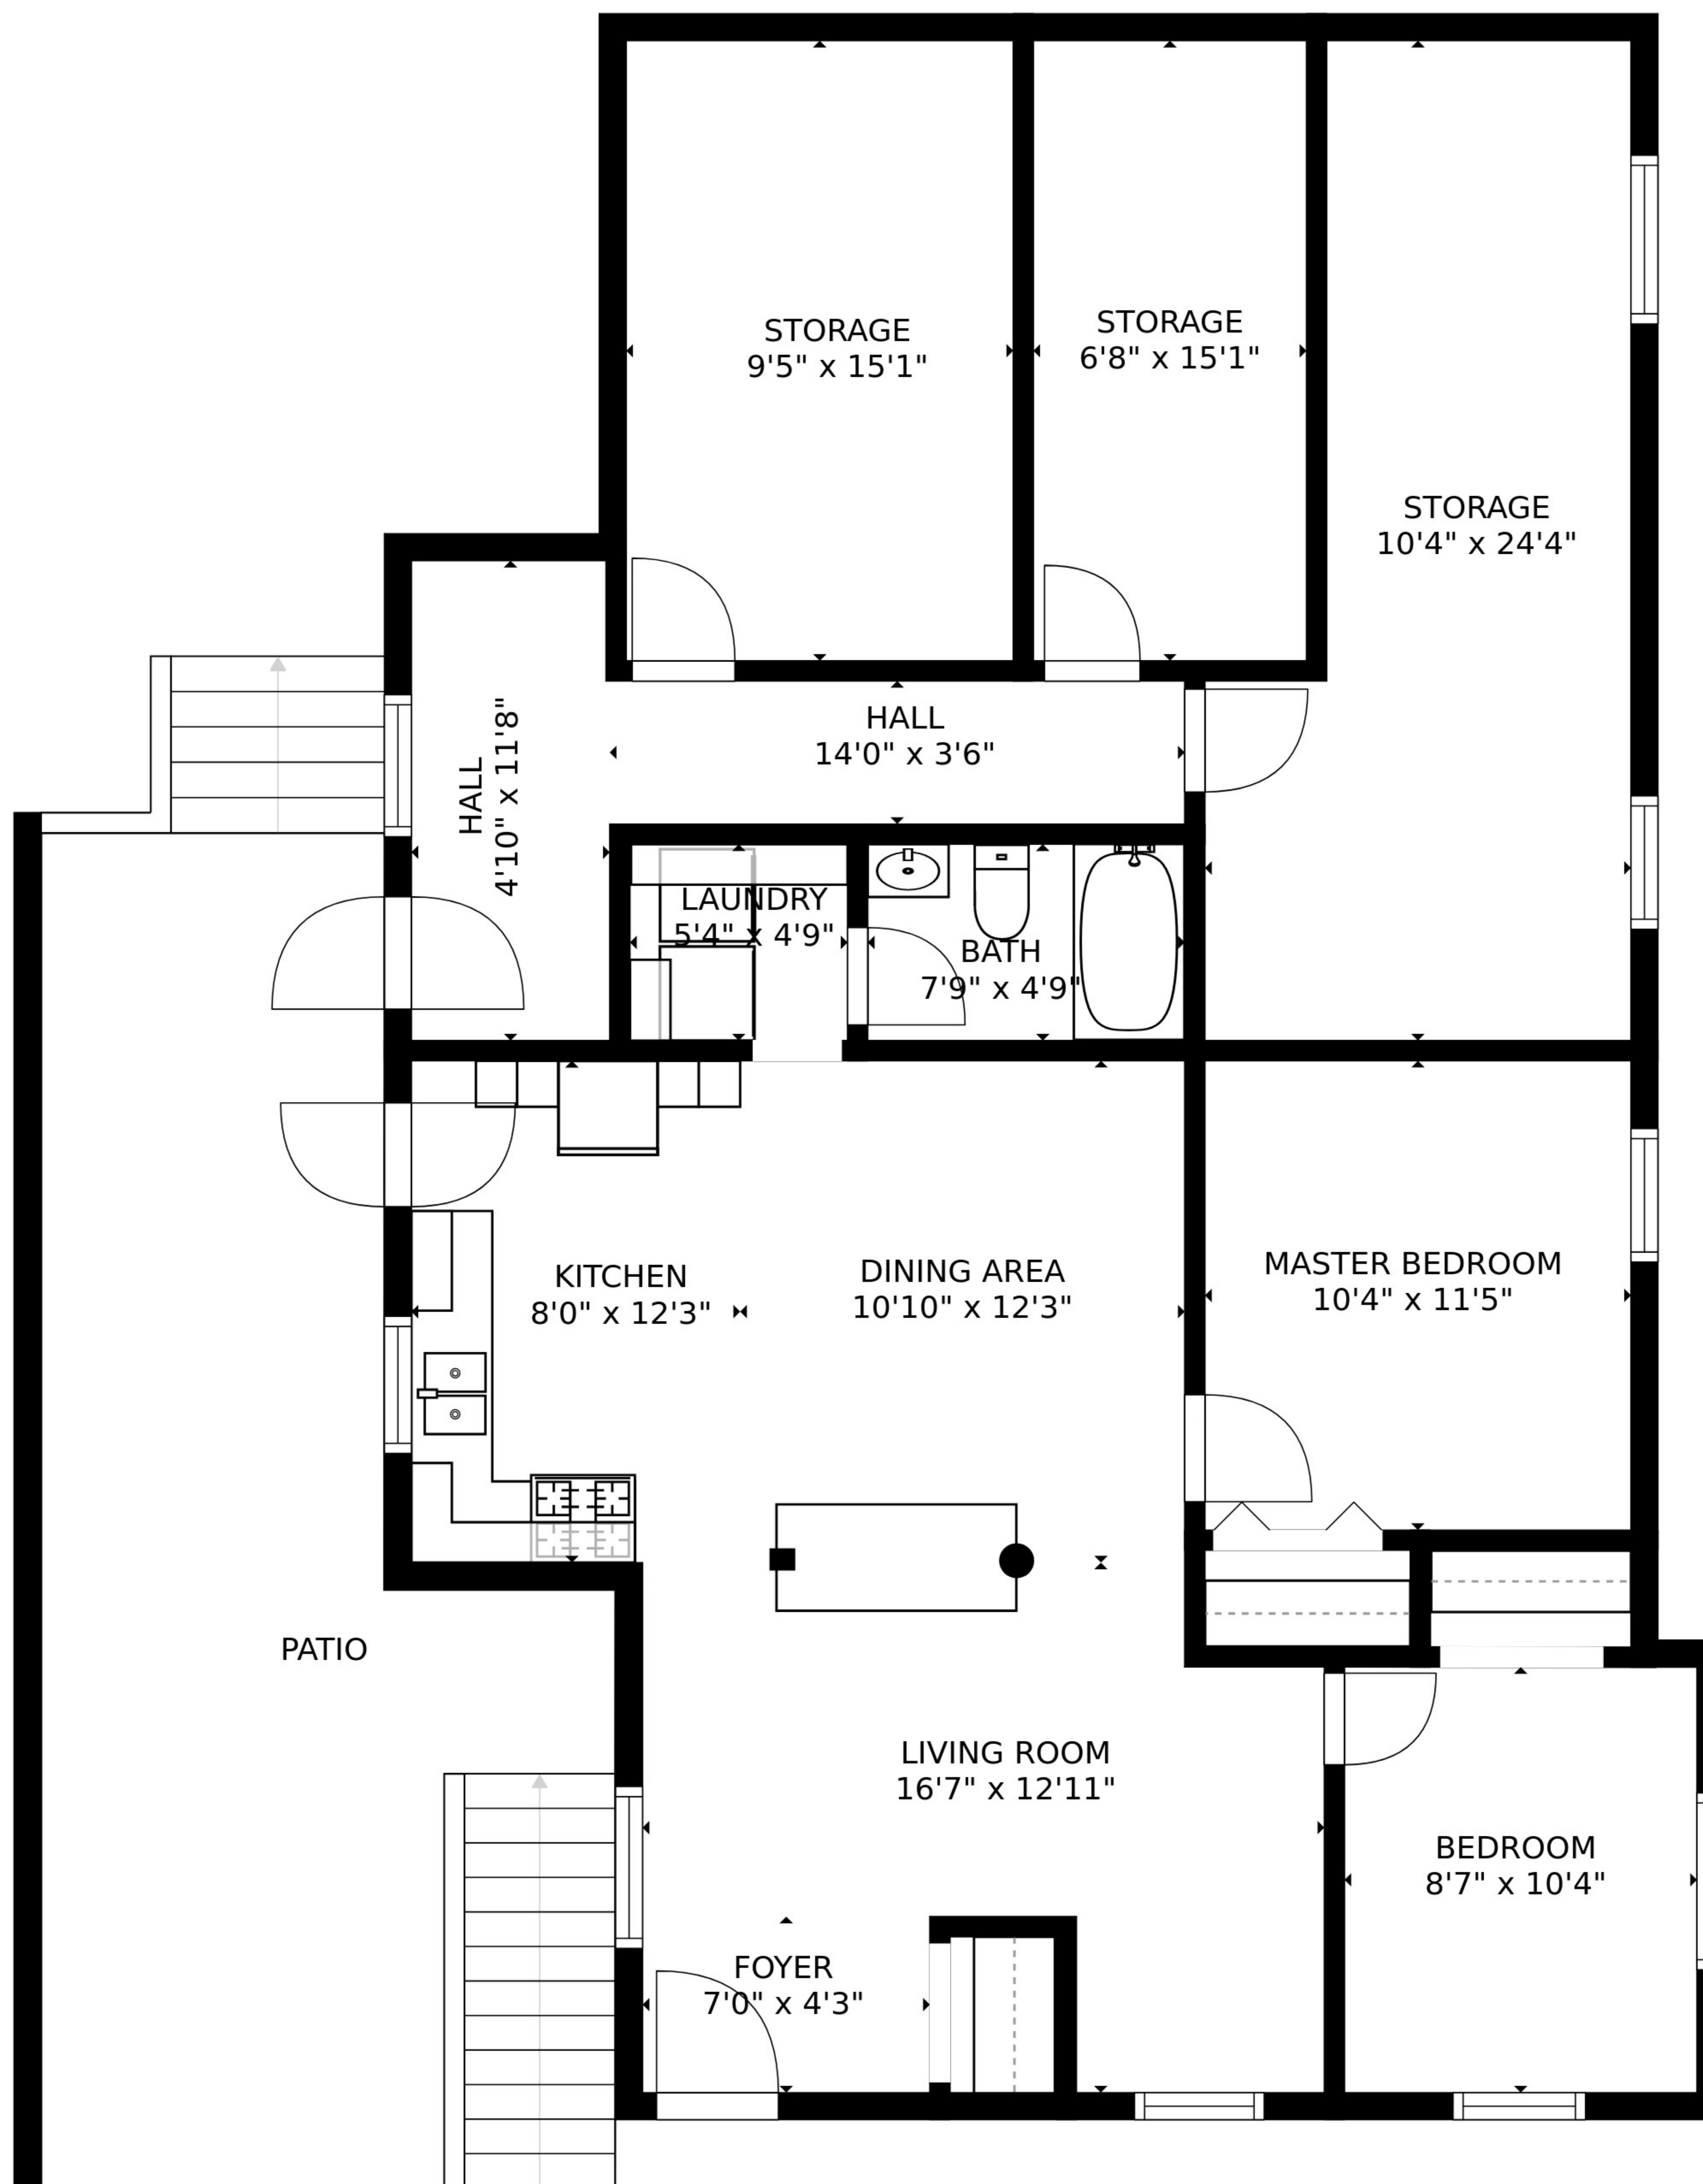 STORAGE
9'5" x 15'1"
STORAGE
6'8" x 15'1"
STORAGE
10'4" x 24'4"
HALL
14'0" x 3'6"
HALL
4'10" x 11'8"
LAUNDRY
5'4" x 4'9"
BATH
7'9" x 4'9"
KITCHEN
8'0" x 12'3"
DINING AREA
10'10" x 12'3"
MASTER BEDROOM
10'4" x 11'5"
PATIO
LIVING ROOM
16'7" x 12'11"
BEDROOM
8'7" x 10'4"
FOYER
7'0" x 4'3"